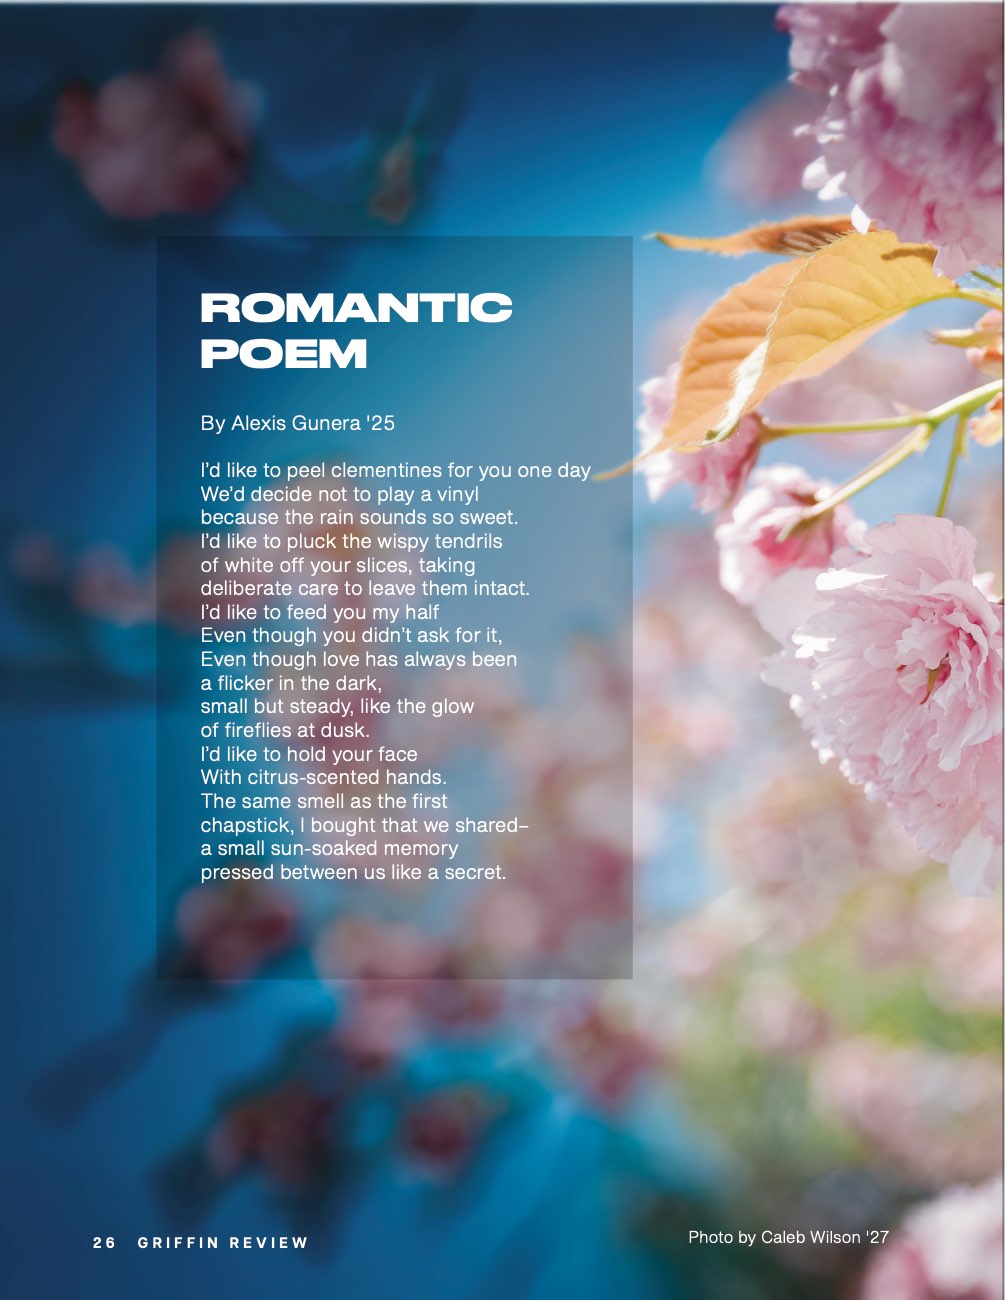 ROMANTIC
POEM
By Alexis Gunera '25
I'd like to peel clementines for you one day
We'd decide not to play a vinyl
because the rain sounds so sweet.
I'd like to pluck the wispy tendrils
of white off your slices, taking
deliberate care to leave them intact.
I'd like to feed you my half
Even though you didn't ask for it,
Even though love has always been
a flicker in the dark,
small but steady, like the glow
of fireflies at dusk.
I'd like to hold your face
With citrus-scented hands.
The same smell as the first
chapstick, I bought that we shared–
a small sun-soaked memory
pressed between us like a secret.
26 GRIFFIN REVIEW
Photo by Caleb Wilson '27